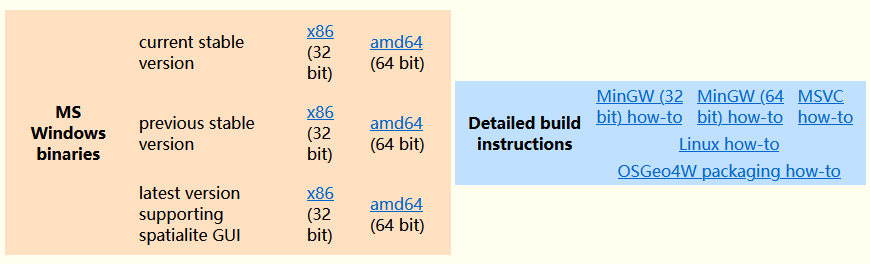 MS
Windows
binaries
current stable
version
x86
(32
bit)
amd64
(64 bit)
previous stable
version
x86
(32
bit)
amd64
(64 bit)
latest version
supporting
spatialite GUI
x86
(32
bit)
amd64
(64 bit)
Detailed build
instructions
MinGW (32
bit) how-to
MinGW (64
bit) how-to
MSVC
how-to
Linux how-to
OSGeo4W packaging how-to